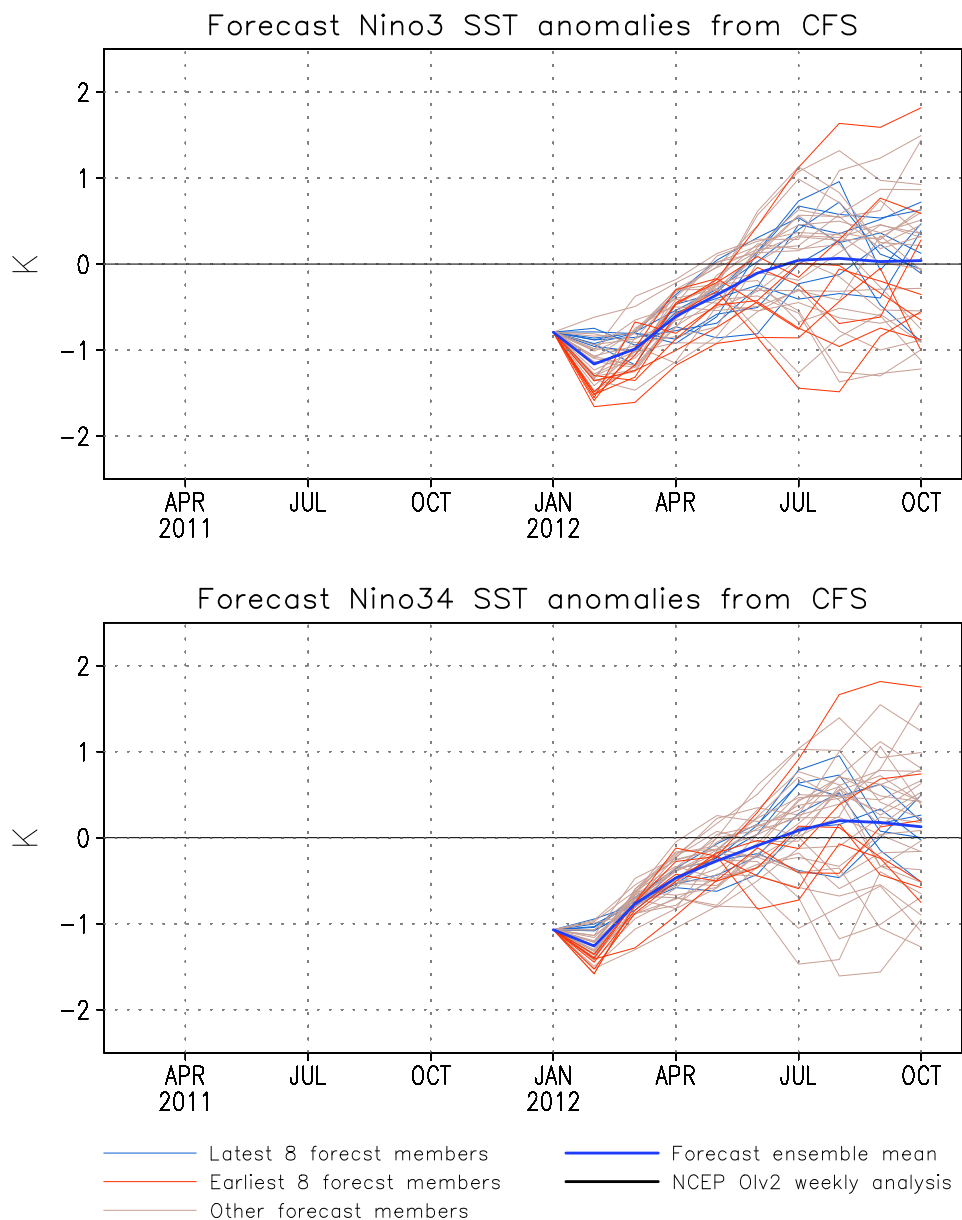 Forecast Nino3 SST anomalies from CFS
K
2
1
0
−1
−2
APR JUL OCT JAN APR JUL OCT
2011 2012
Forecast Nino34 SST anomalies from CFS
K
2
1
0
−1
−2
APR JUL OCT JAN APR JUL OCT
2011 2012
Latest 8 forecst members Forecast ensemble mean
Earliest 8 forecst members NCEP OIv2 weekly analysis
Other forecast members